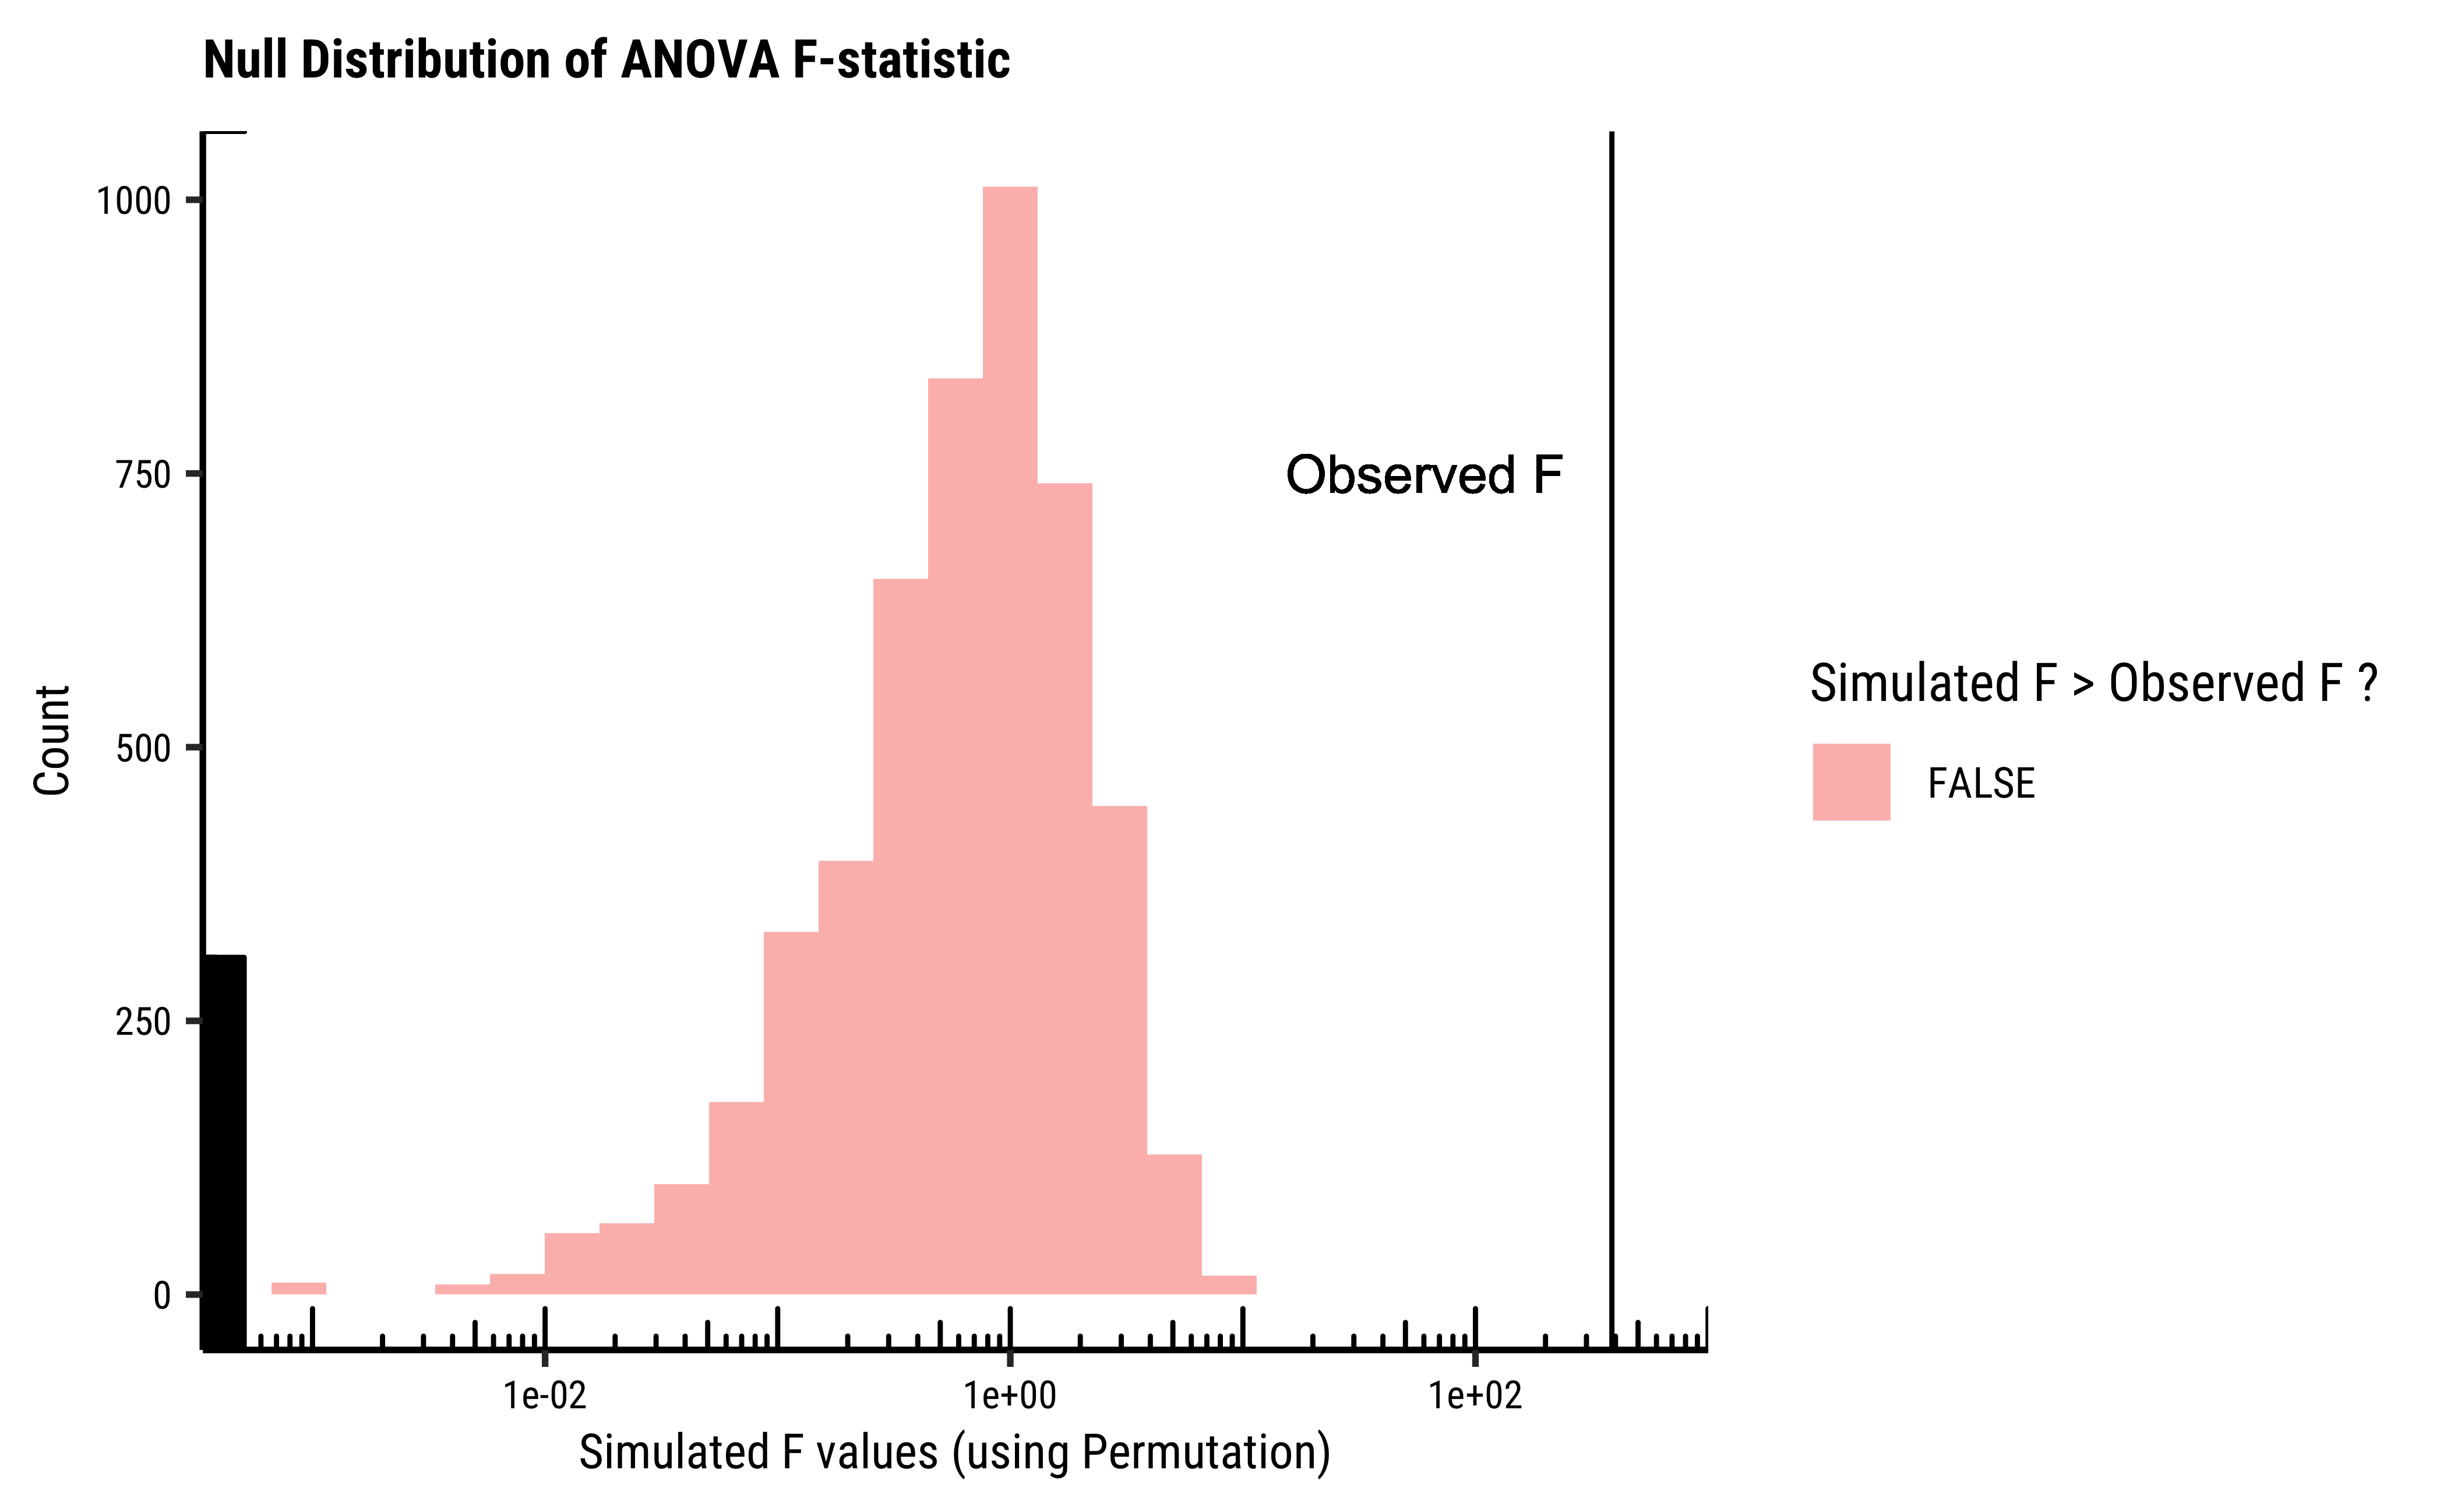 Null Distribution of ANOVA F-statistic
1000
750
500
250
0
Count
Observed F
Simulated F > Observed F ?
FALSE
1e-02
1e+00
1e+02
Simulated F values (using Permutation)